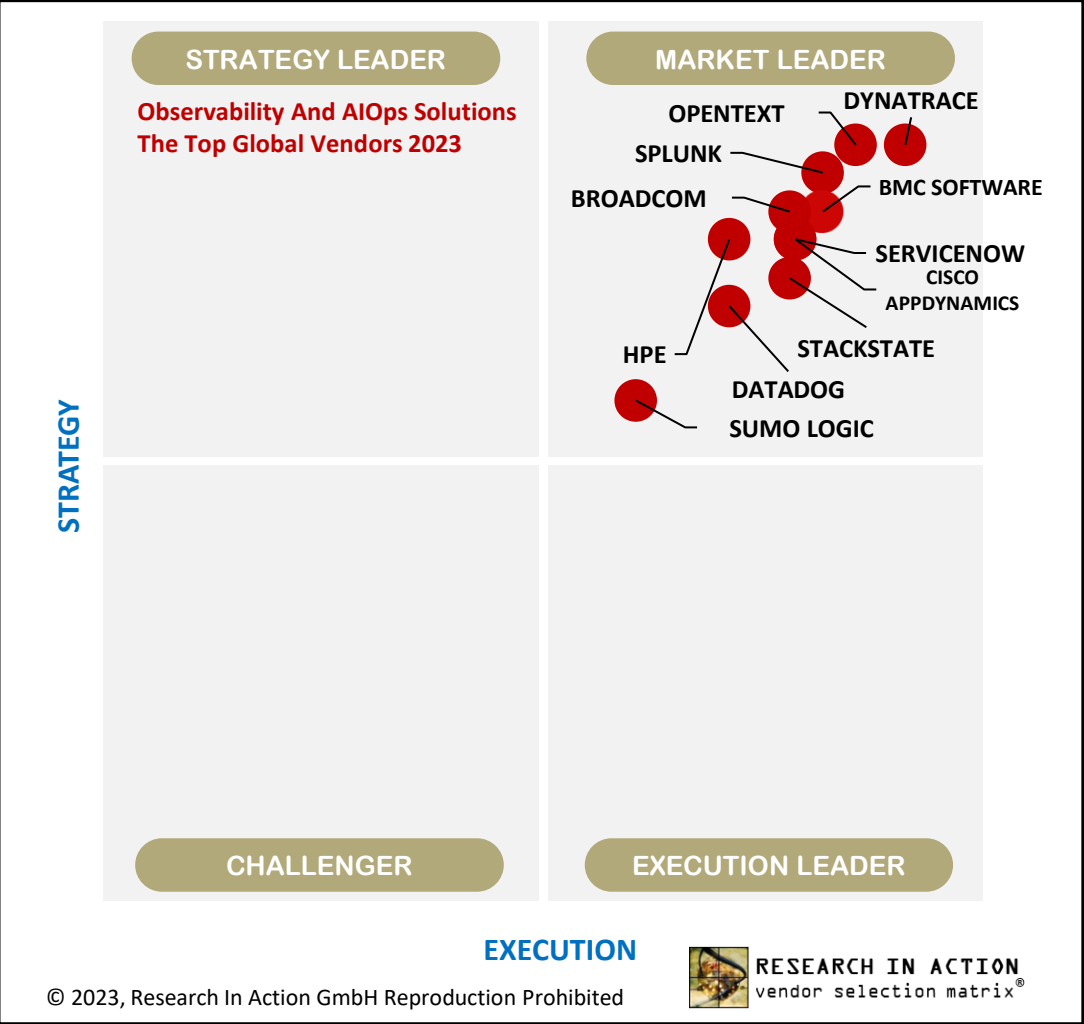 STRATEGY LEADER
MARKET LEADER
Observability And AIOps Solutions
The Top Global Vendors 2023
DYNATRACE
OPENTEXT
SPLUNK
BMC SOFTWARE
BROADCOM
SERVICENOW
CISCO
APPDYNAMICS
STACKSTATE
HPE
DATADOG
SUMO LOGIC
STRATEGY
CHALLENGER
EXECUTION LEADER
EXECUTION
RESEARCH IN ACTION
vendor selection matrix®
© 2023, Research In Action GmbH Reproduction Prohibited